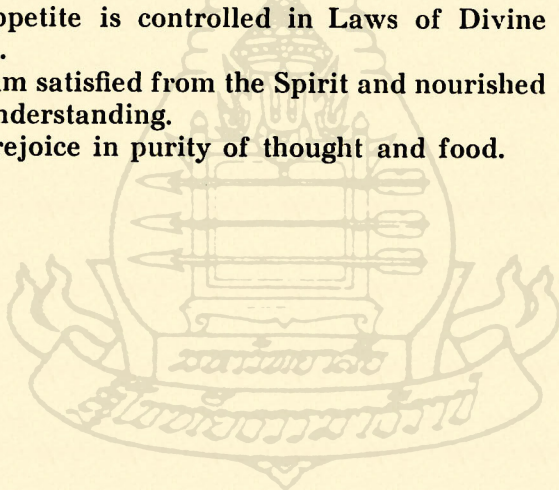 ppetite is controlled in Laws of Divine
.
m satisfied from the Spirit and nourished
nderstanding.
rejoice in purity of thought and food.